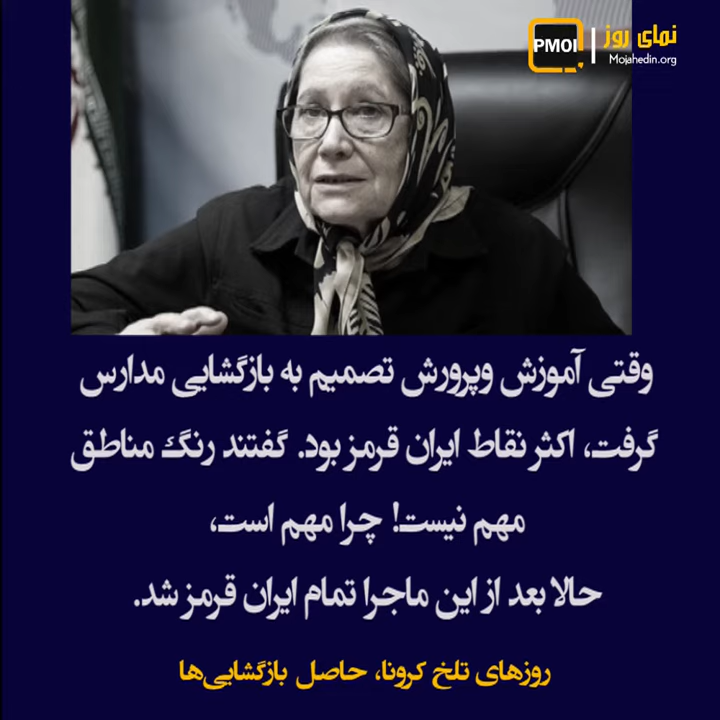 PMOI
نمای روز
Mojahedin.org
وقتی آموزش وپرورش تصمیم به بازگشایی مدارس
گرفت، اکثر نقاط ایران قرمز بود. گفتند رنگ مناطق
مهم نیست! چرا مهم است،
حالا بعد از این ماجرا تمام ایران قرمز شد.
روزهای تلخ کرونا، حاصل بازگشایی‌ها